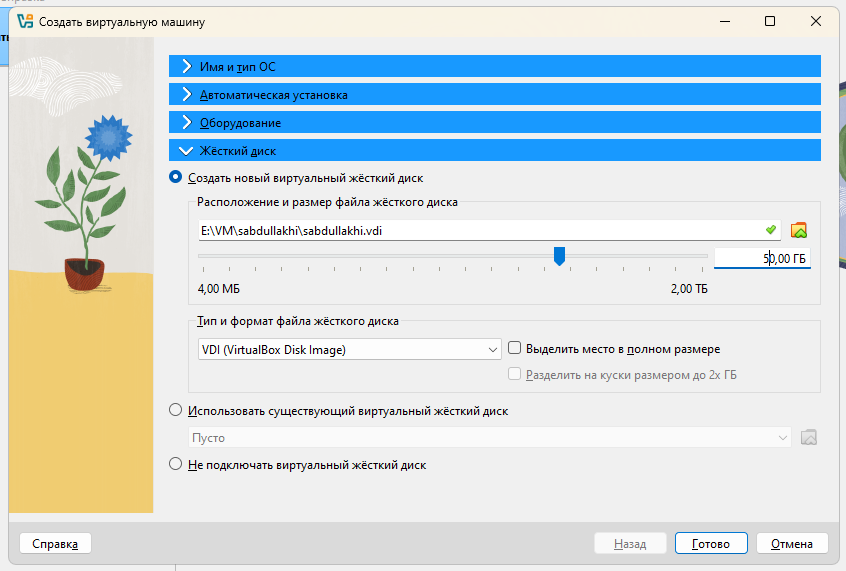 Создать виртуальную машину
Имя и тип ОС
Автоматическая установка
Оборудование
Жёсткий диск
Создать новый виртуальный жёсткий диск
Расположение и размер файла жёсткого диска
E:\VM\sabdullakhi\sabdullakhi.vdi
50,00 ГБ
4,00 МБ 2,00 ТБ
Тип и формат файла жёсткого диска
VDI (VirtualBox Disk Image) Выделить место в полном размере
Разделить на куски размером до 2х ГБ
Использовать существующий виртуальный жёсткий диск
Пусто
Не подключать виртуальный жёсткий диск
Справка Назад Готово Отмена